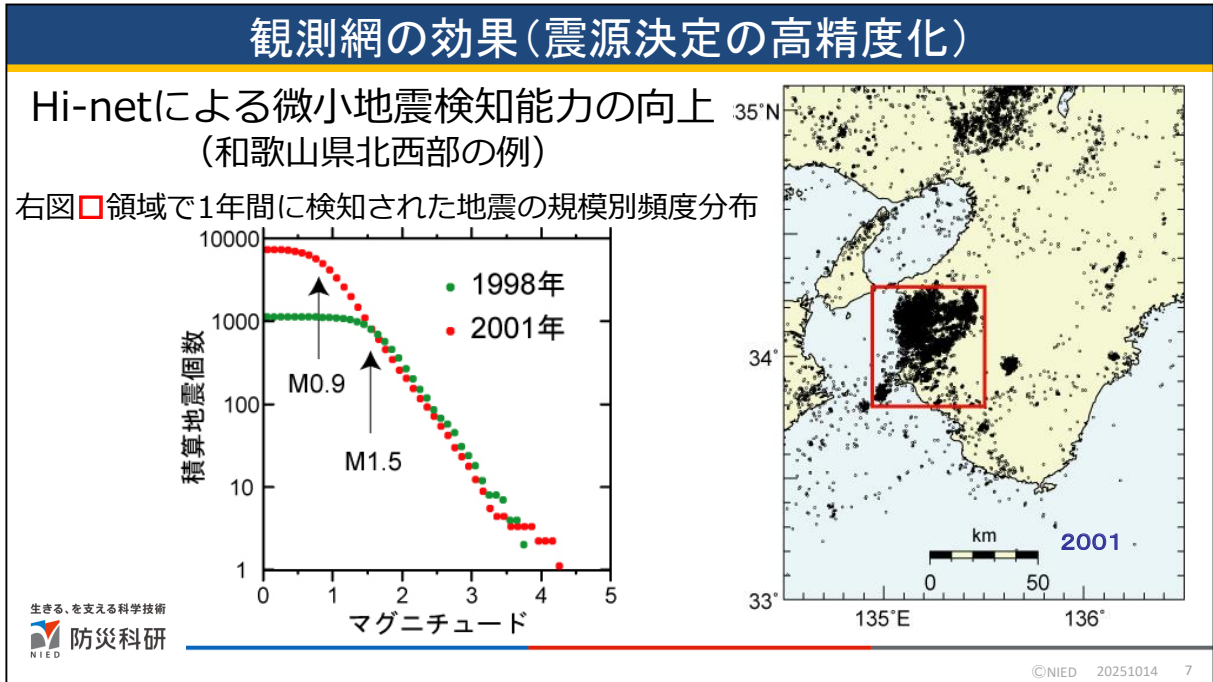 観測網の効果(震源決定の高精度化)
Hi-netによる微小地震検知能力の向上
(和歌山県北西部の例)
右図□領域で1年間に検知された地震の規模別頻度分布
10000
1000
100
10
1
積算地震個数
1998年
2001年
M0.9
M1.5
0 1 2 3 4 5
マグニチュード
35°N
34°
33°
135°E 136°
km
0 50
2001
生きる、を支える科学技術
防災科研
NIED
©NIED 20251014 7